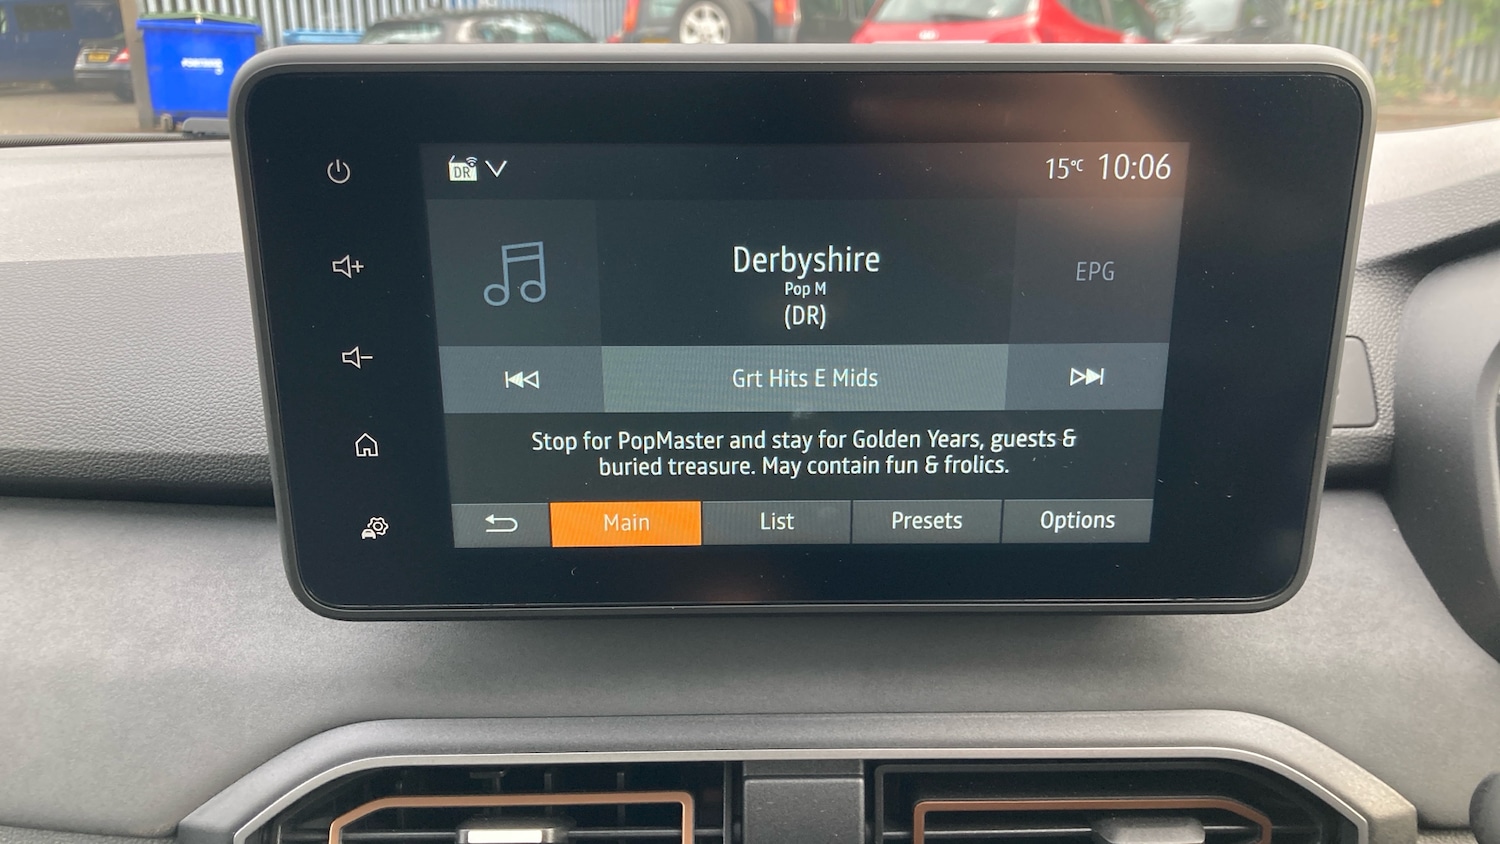 DR
15°C 10:06
Derbyshire
Pop M
(DR)
EPG
Grt Hits E Mids
Stop for PopMaster and stay for Golden Years, guests &
buried treasure. May contain fun & frolics.
Main
List
Presets
Options